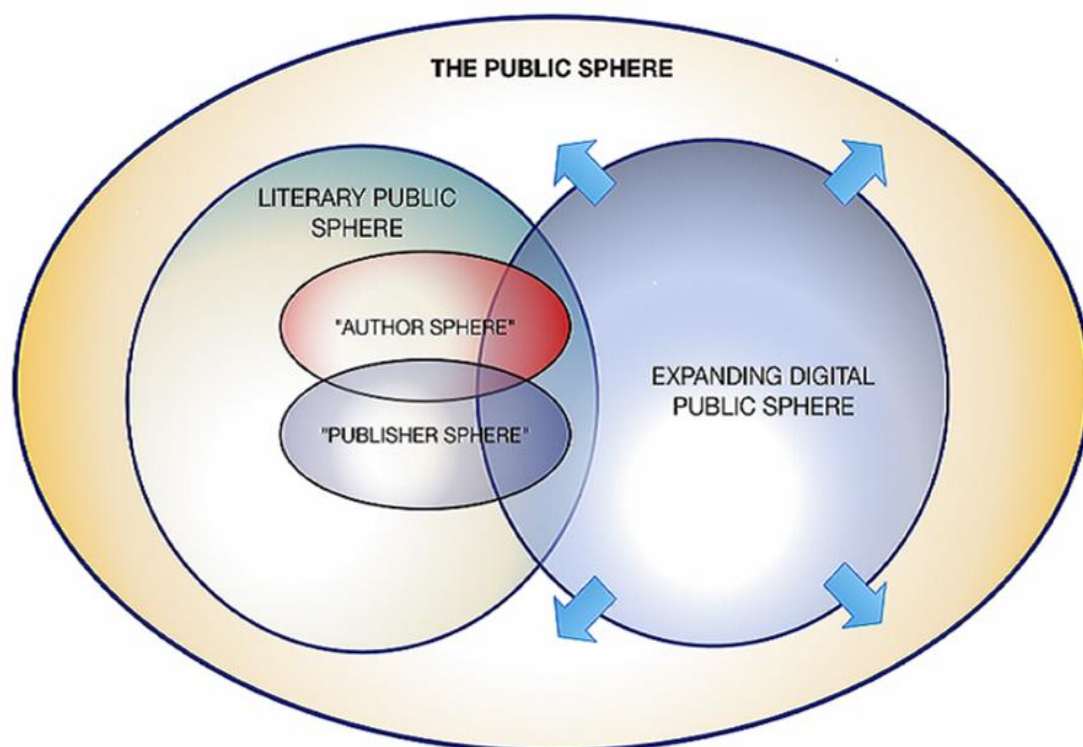 THE PUBLIC SPHERE
LITERARY PUBLIC
SPHERE
"AUTHOR SPHERE"
EXPANDING DIGITAL
PUBLIC SPHERE
"PUBLISHER SPHERE"